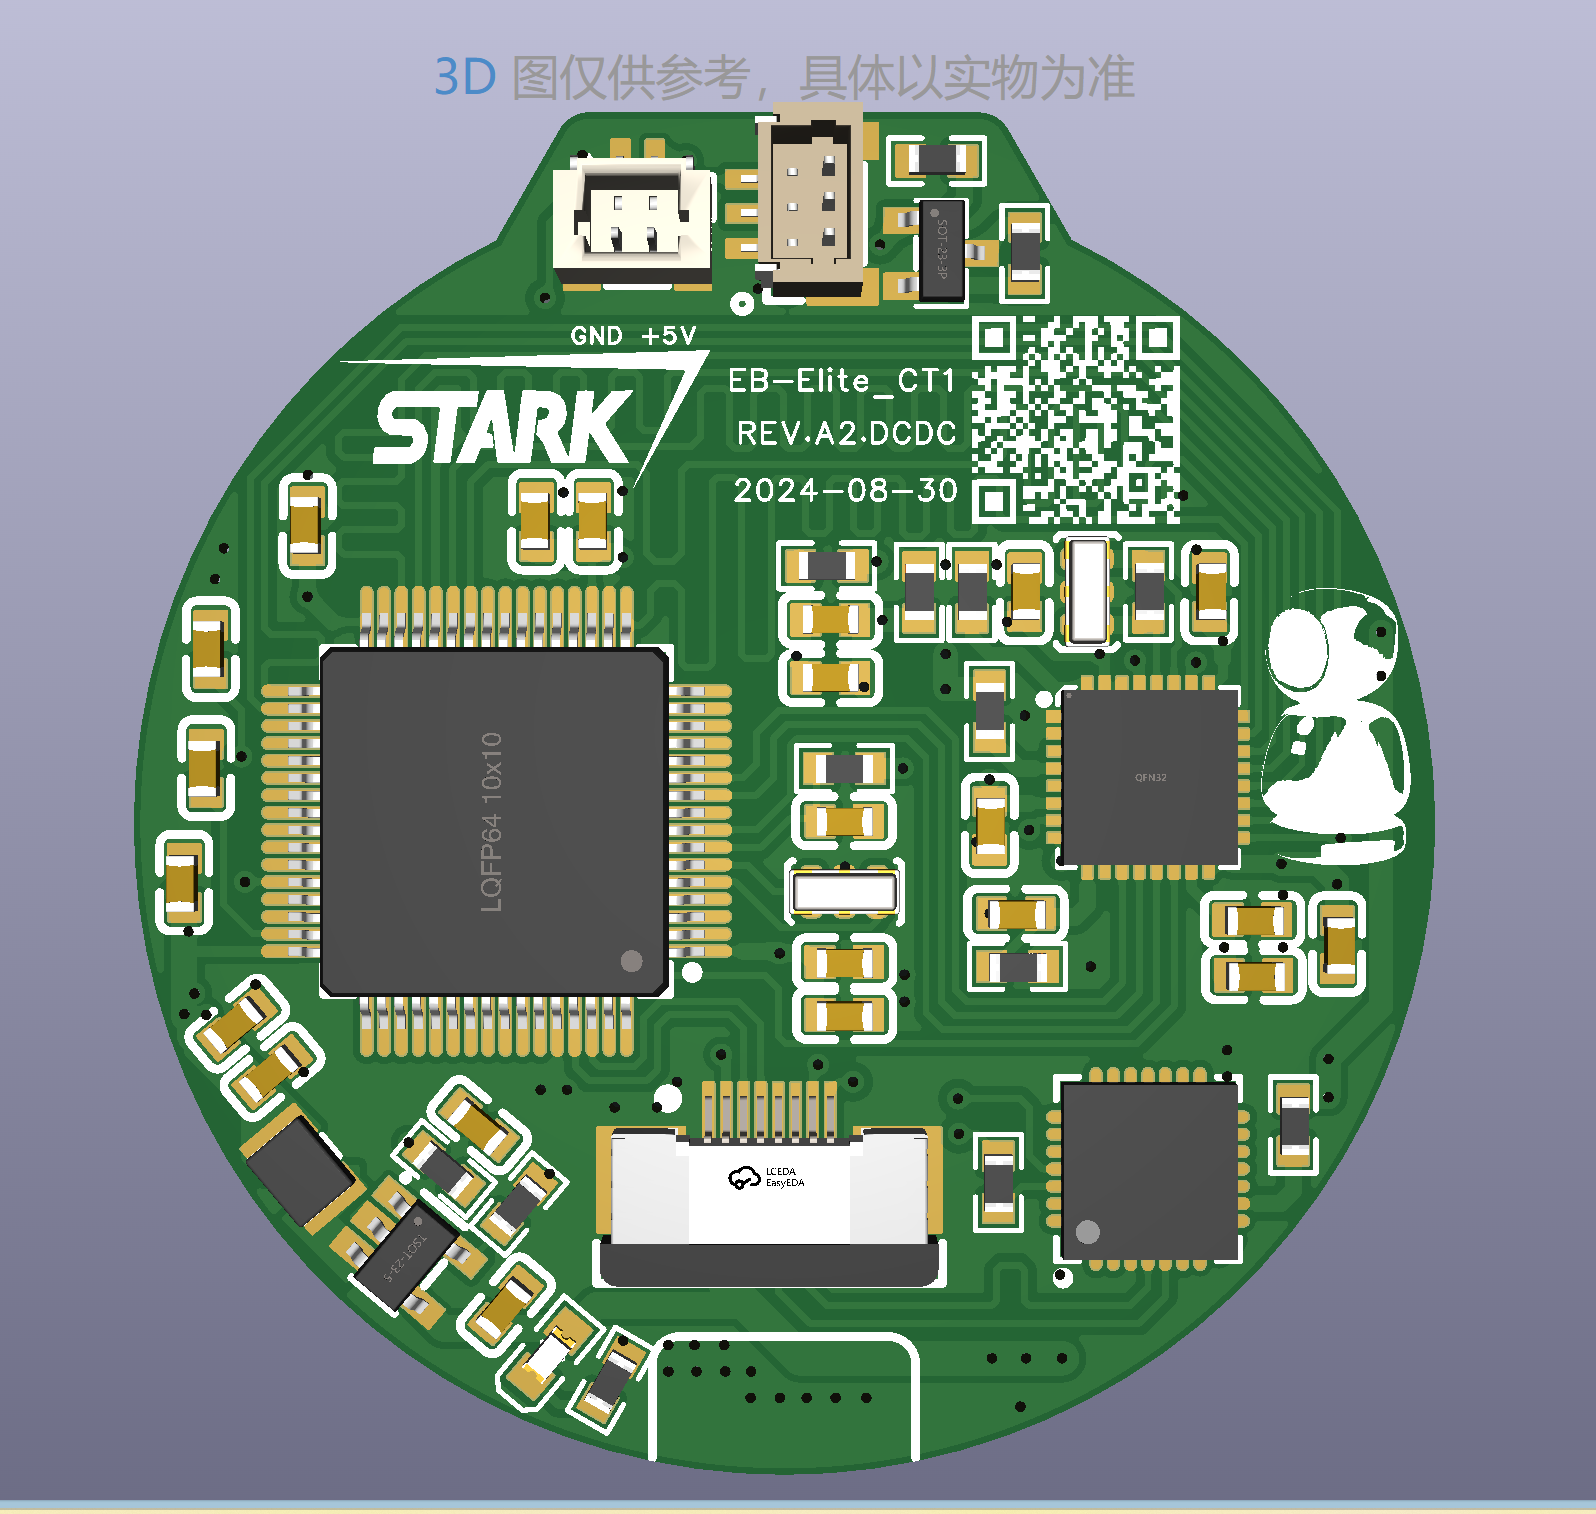 3D 图仅供参考，具体以实物为准
SOT-23-3P
GND +5V
STARK
EB-Elite_CT1
REV.A2.DCDC
2024-08-30
LQFP64 10x10
QFN32
LCEDA
EasyEDA
TSOT-23-5